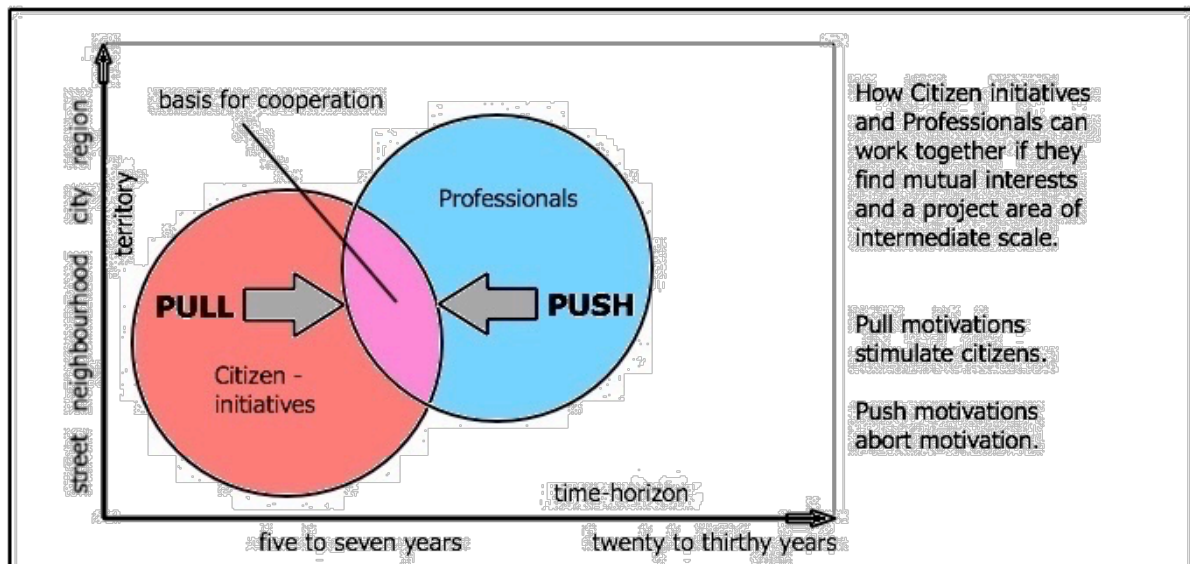 basis for cooperation
Professionals
PULL
PUSH
Citizen -
initiatives
territory
street neighbourhood city region
time-horizon
five to seven years
twenty to thirthy years
How Citizen initiatives
and Professionals can
work together if they
find mutual interests
and a project area of
intermediate scale.
Pull motivations
stimulate citizens.
Push motivations
abort motivation.